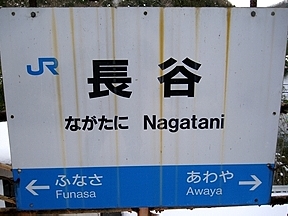 JR
長谷
ながたに Nagatani
← ふなさ あわや →
Funasa Awaya